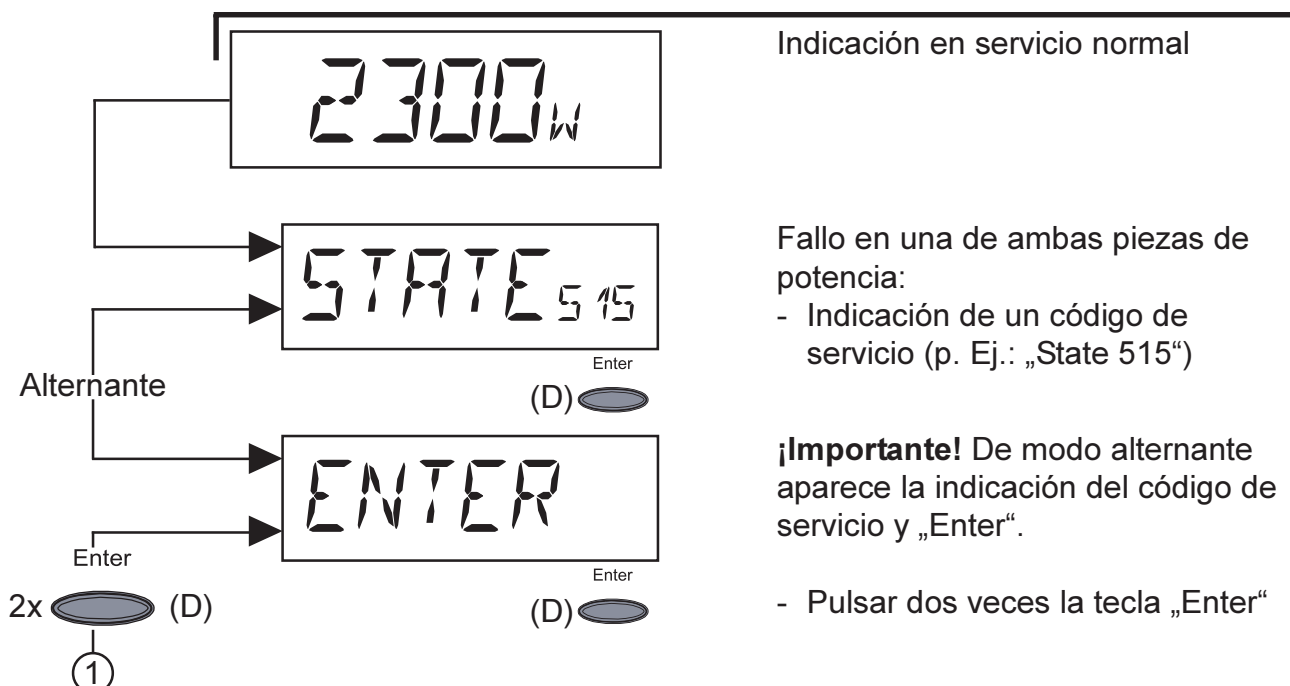 2300W
Indicación en servicio normal
STATE 515
Enter
(D)
Fallo en una de ambas piezas de
potencia:
- Indicación de un código de
servicio (p. Ej.: „State 515“)
Alternante
ENTER
Enter
(D)
¡Importante! De modo alternante
aparece la indicación del código de
servicio y „Enter“.
Enter
2x (D)
1
- Pulsar dos veces la tecla „Enter“